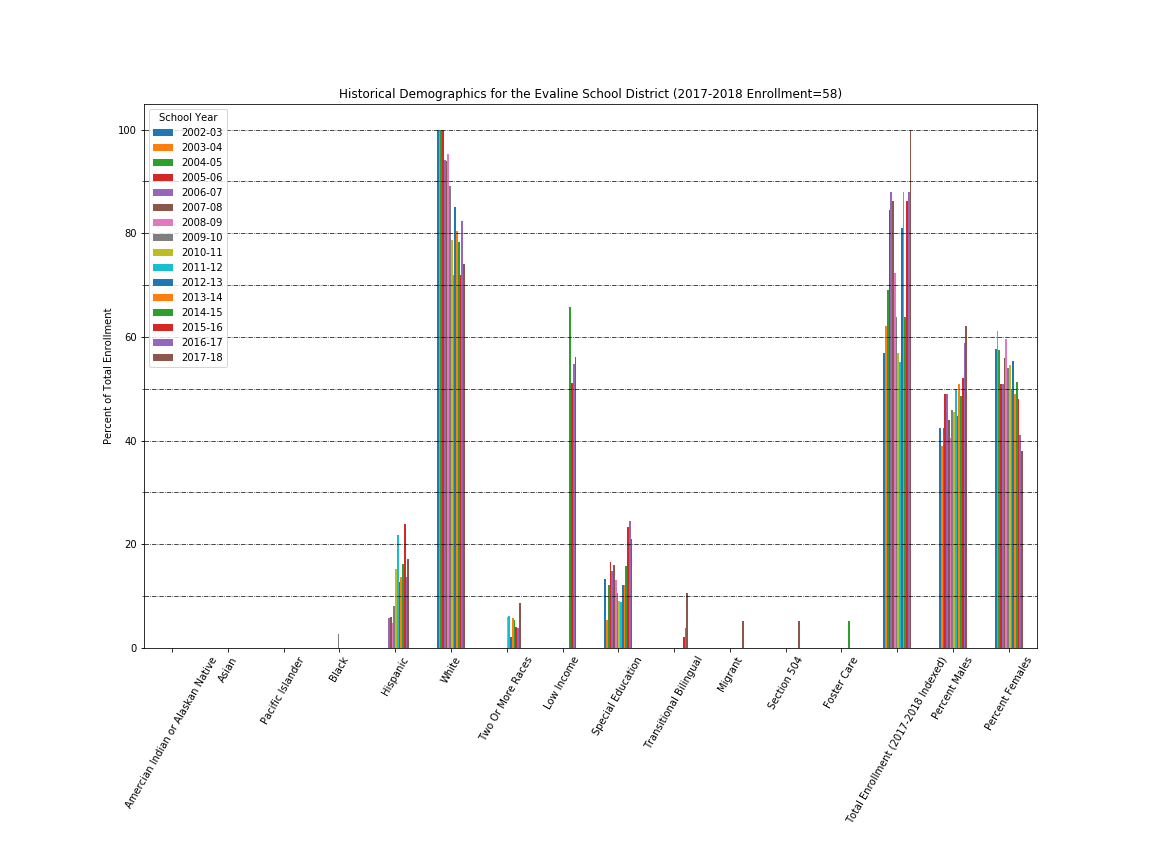 Historical Demographics for the Evaline School District (2017-2018 Enrollment=58)
School Year
2002-03
2003-04
2004-05
2005-06
2006-07
2007-08
2008-09
2009-10
2010-11
2011-12
2012-13
2013-14
2014-15
2015-16
2016-17
2017-18
Percent of Total Enrollment
100
80
60
40
20
0
Amercian Indian or Alaskan Native
Asian
Pacific Islander
Black
Hispanic
White
Two Or More Races
Low Income
Special Education
Transitional Bilingual
Migrant
Section 504
Foster Care
Total Enrollment (2017-2018 Indexed)
Percent Males
Percent Females